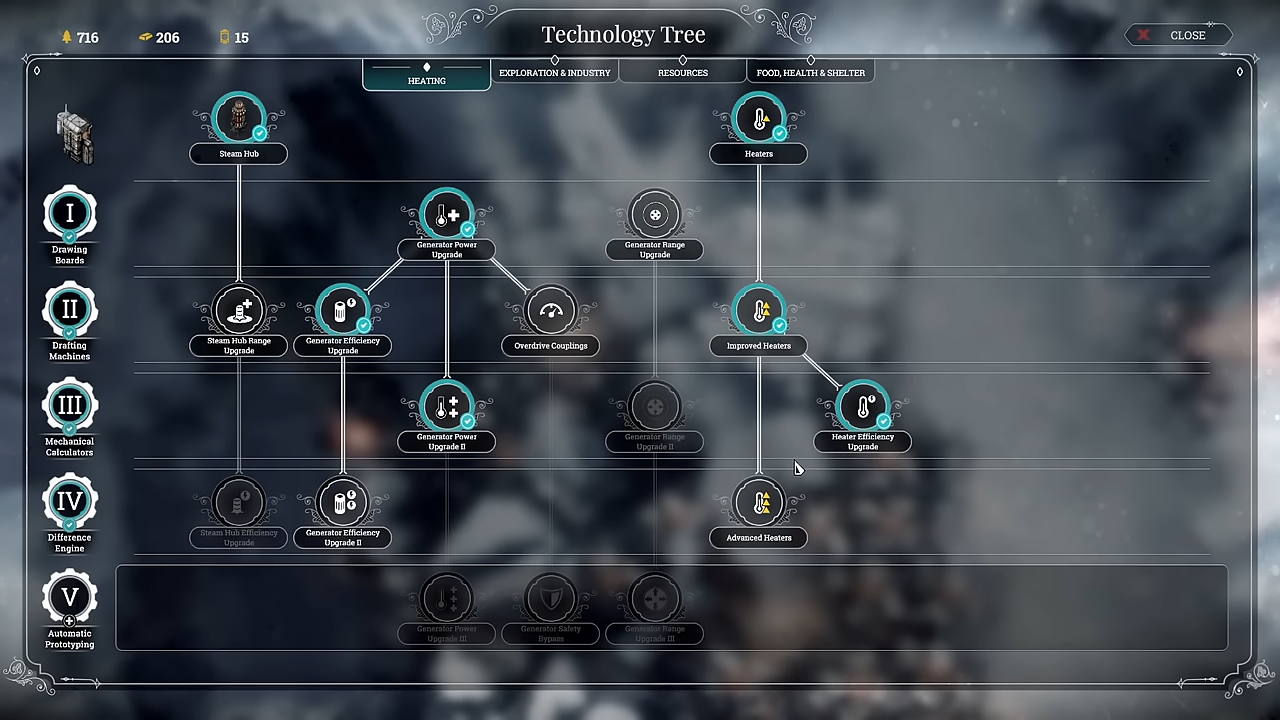 716 206 15
Technology Tree
CLOSE
HEATING
EXPLORATION & INDUSTRY
RESOURCES
FOOD, HEALTH & SHELTER
Steam Hub
Heaters
I
Drawing
Boards
Generator Power
Upgrade
Generator Range
Upgrade
II
Drafting
Machines
Steam Hub Range
Upgrade
Generator Efficiency
Upgrade
Overdrive Couplings
Improved Heaters
III
Mechanical
Calculators
Generator Power
Upgrade II
Generator Range
Upgrade II
Heater Efficiency
Upgrade
IV
Difference
Engine
Steam Hub Efficiency
Upgrade
Generator Efficiency
Upgrade II
Advanced Heaters
V
Automatic
Prototyping
Generator Power
Upgrade III
Generator Safety
Bypass
Generator Range
Upgrade III